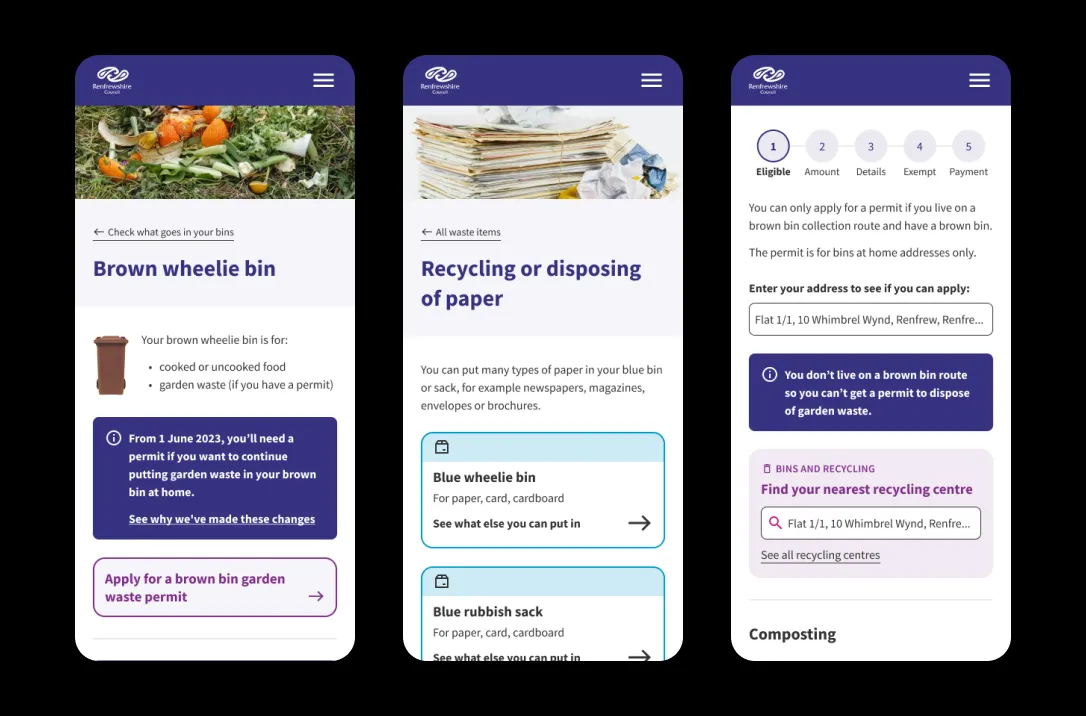 Renfrewshire
Council
← Check what goes in your bins
Brown wheelie bin
Your brown wheelie bin is for:
• cooked or uncooked food
• garden waste (if you have a permit)
From 1 June 2023, you’ll need a
permit if you want to continue
putting garden waste in your brown
bin at home.
See why we've made these changes
Apply for a brown bin garden
waste permit →
Renfrewshire
Council
← All waste items
Recycling or disposing
of paper
You can put many types of paper in your blue bin
or sack, for example newspapers, magazines,
envelopes or brochures.
Blue wheelie bin
For paper, card, cardboard
See what else you can put in →
Blue rubbish sack
For paper, card, cardboard
See what else you can put in →
Renfrewshire
Council
1 2 3 4 5
Eligible Amount Details Exempt Payment
You can only apply for a permit if you live on a
brown bin collection route and have a brown bin.
The permit is for bins at home addresses only.
Enter your address to see if you can apply:
Flat 1/1, 10 Whimbrel Wynd, Renfrew, Renfre...
You don’t live on a brown bin route
so you can’t get a permit to dispose
of garden waste.
BINS AND RECYCLING
Find your nearest recycling centre
Flat 1/1, 10 Whimbrel Wynd, Renfre...
See all recycling centres
Composting